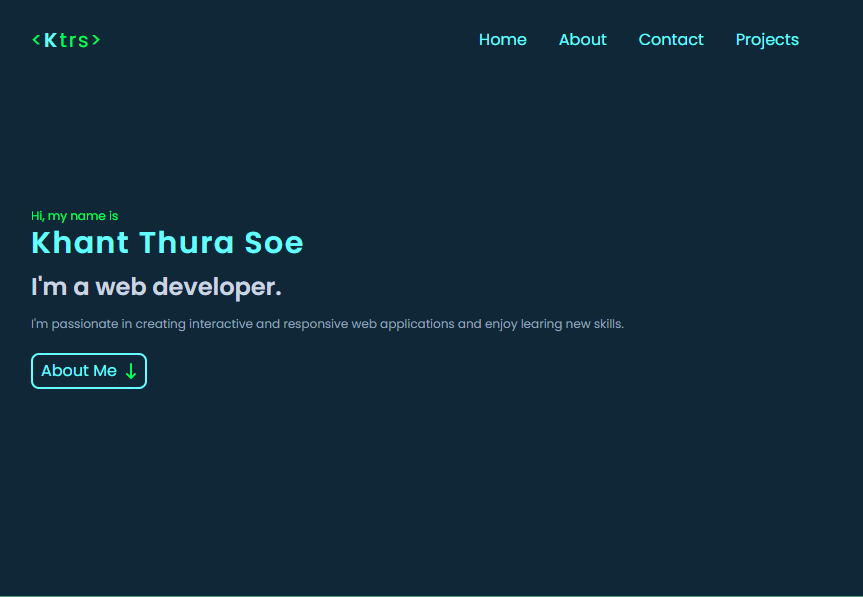 <Ktrs>
Home About Contact Projects
Hi, my name is
Khant Thura Soe
I'm a web developer.
I'm passionate in creating interactive and responsive web applications and enjoy learing new skills.
About Me ↓